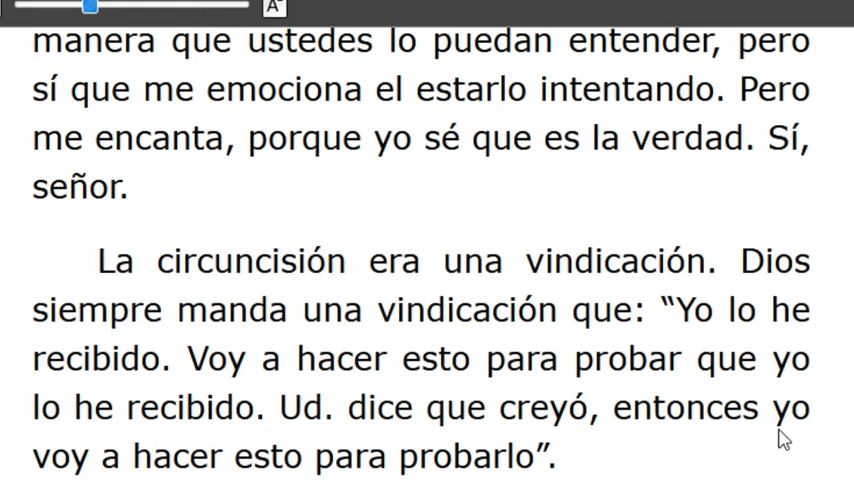 A
manera que ustedes lo puedan entender, pero
sí que me emociona el estarlo intentando. Pero
me encanta, porque yo sé que es la verdad. Sí,
señor.
La circuncisión era una vindicación. Dios
siempre manda una vindicación que: “Yo lo he
recibido. Voy a hacer esto para probar que yo
lo he recibido. Ud. dice que creyó, entonces yo
voy a hacer esto para probarlo”.